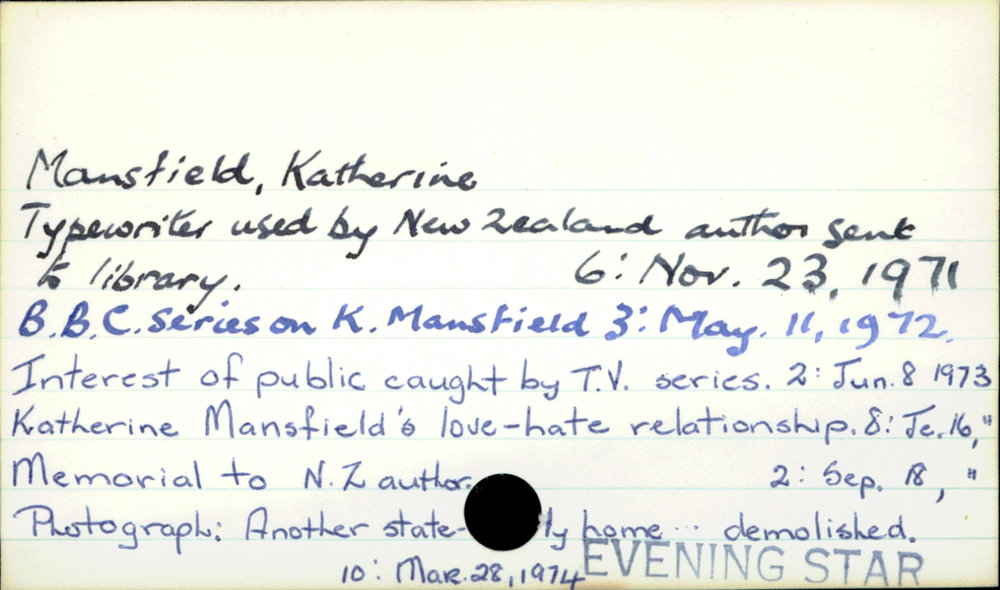 Mansfield, Katherine
Typewriter used by New Zealand author sent
to library. 6: Nov. 23, 1971
B.B.C. series on K. Mansfield 3: May. 11, 1972.
Interest of public caught by T.V. series. 2: Jun. 8 1973
Katherine Mansfield's love-hate relationship. 8: Je. 16, "
Memorial to N.Z author. 2: Sep. 18, "
Photograph: Another state-ly home ... demolished.
10: Mar. 28, 1974
EVENING STAR